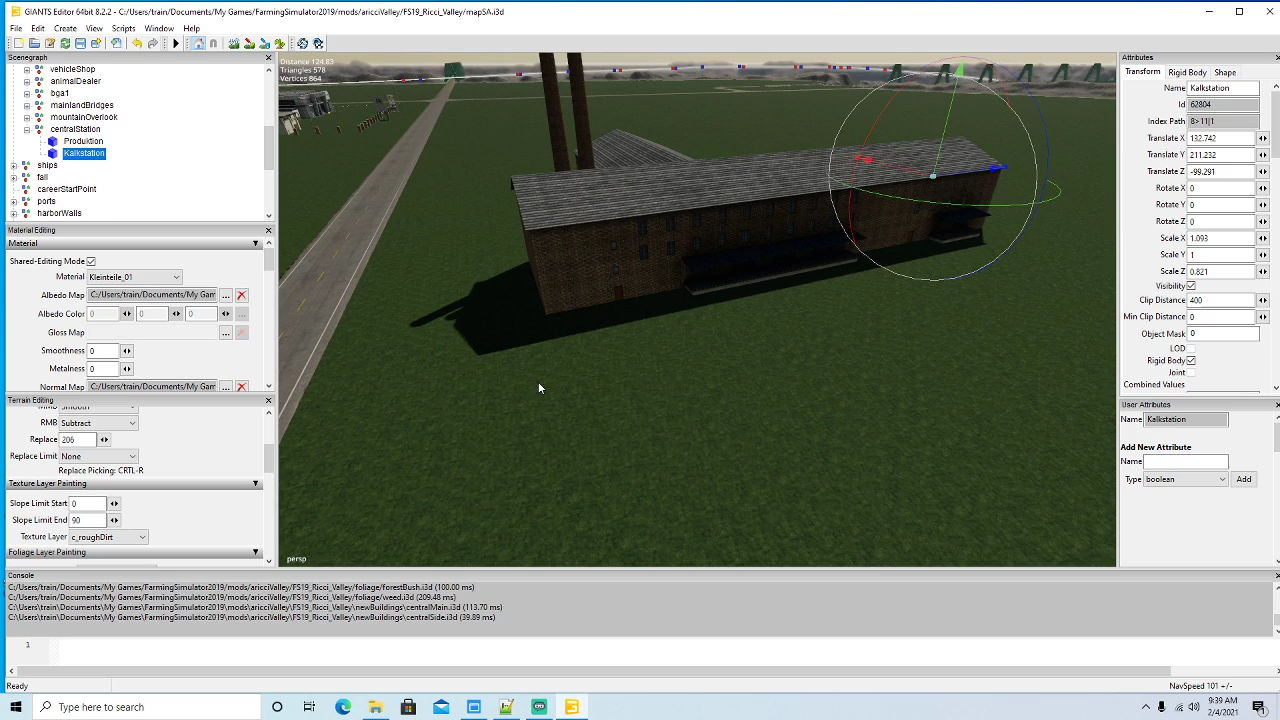 GIANTS Editor 64bit 8.2.2 - C:/Users/train/Documents/My Games/FarmingSimulator2019/mods/aricciValley/FS19_Ricci_Valley/mapSA.i3d
File Edit Create View Scripts Window Help
Scenegraph
vehicleShop
animalDealer
bga1
mainlandBridges
mountainOverlook
centralStation
Produktion
Kalkstation
ships
fall
careerStartPoint
ports
harborWalls
Material Editing
Material
Shared-Editing Mode
Material Kleinteile_01
Albedo Map C:/Users/train/Documents/My Gam ...
Albedo Color 0 0 0 ...
Gloss Map ...
Smoothness 0
Metalness 0
Normal Map C:/Users/train/Documents/My Gam ...
Terrain Editing
MMB Smooth
RMB Subtract
Replace 206
Replace Limit None
Replace Picking: CRTL-R
Texture Layer Painting
Slope Limit Start 0
Slope Limit End 90
Texture Layer c_roughDirt
Foliage Layer Painting
Distance 124.83
Triangles 578
Vertices 864
persp
Attributes
Transform Rigid Body Shape
Name Kalkstation
Id 62804
Index Path 8>11|1
Translate X 132.742
Translate Y 211.232
Translate Z -99.291
Rotate X 0
Rotate Y 0
Rotate Z 0
Scale X 1.093
Scale Y 1
Scale Z 0.821
Visibility
Clip Distance 400
Min Clip Distance 0
Object Mask 0
LOD
Rigid Body
Joint
Combined Values
User Attributes
Name Kalkstation
Add New Attribute
Name
Type boolean Add
Console
C:/Users/train/Documents/My Games/FarmingSimulator2019/mods/aricciValley/FS19_Ricci_Valley/foliage/forestBush.i3d (100.00 ms)
C:/Users/train/Documents/My Games/FarmingSimulator2019/mods/aricciValley/FS19_Ricci_Valley/foliage/weed.i3d (209.48 ms)
C:\Users\train\Documents\My Games\FarmingSimulator2019\mods\aricciValley\FS19_Ricci_Valley\newBuildings\centralMain.i3d (113.70 ms)
C:\Users\train\Documents\My Games\FarmingSimulator2019\mods\aricciValley\FS19_Ricci_Valley\newBuildings\centralSide.i3d (39.89 ms)
1
Ready
NavSpeed 101 +/-
Type here to search
9:39 AM
2/4/2021
1